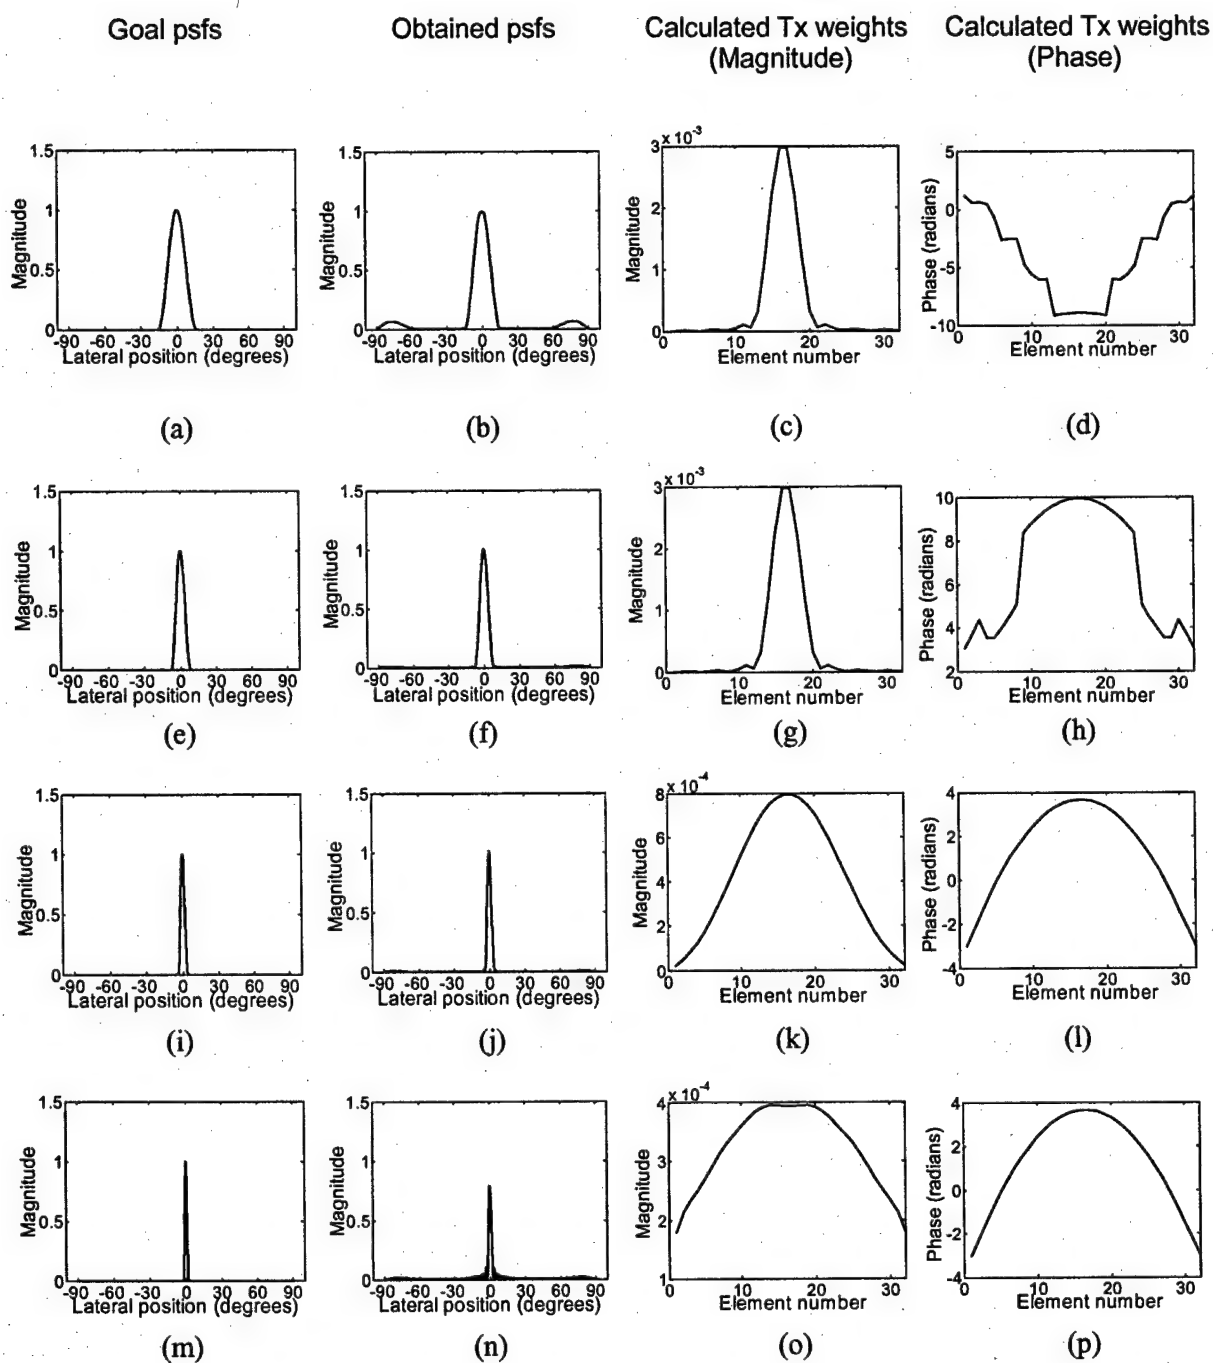 Goal psfs
Obtained psfs
Calculated Tx weights
(Magnitude)
Calculated Tx weights
(Phase)
1.5
1
0.5
0
Magnitude
-90 -60 -30 0 30 60 90
Lateral position (degrees)
(a)
1.5
1
0.5
0
Magnitude
-90 -60 -30 0 30 60 90
Lateral position (degrees)
(b)
3 x 10-3
2
1
0
Magnitude
0 10 20 30
Element number
(c)
5
0
-5
-10
Phase (radians)
0 10 20 30
Element number
(d)
1.5
1
0.5
0
Magnitude
-90 -60 -30 0 30 60 90
Lateral position (degrees)
(e)
1.5
1
0.5
0
Magnitude
-90 -60 -30 0 30 60 90
Lateral position (degrees)
(f)
3 x 10-3
2
1
0
Magnitude
0 10 20 30
Element number
(g)
10
8
6
4
2
Phase (radians)
0 10 20 30
Element number
(h)
1.5
1
0.5
0
Magnitude
-90 -60 -30 0 30 60 90
Lateral position (degrees)
(i)
1.5
1
0.5
0
Magnitude
-90 -60 -30 0 30 60 90
Lateral position (degrees)
(j)
8 x 10-4
6
4
2
0
Magnitude
10 20 30
Element number
(k)
4
2
0
-2
-4
Phase (radians)
10 20 30
Element number
(l)
1.5
1
0.5
0
Magnitude
-90 -60 -30 0 30 60 90
Lateral position (degrees)
(m)
1.5
1
0.5
0
Magnitude
-90 -60 -30 0 30 60 90
Lateral position (degrees)
(n)
4 x 10-4
3
2
1
Magnitude
0 10 20 30
Element number
(o)
4
2
0
-2
-4
Phase (radians)
0 10 20 30
Element number
(p)